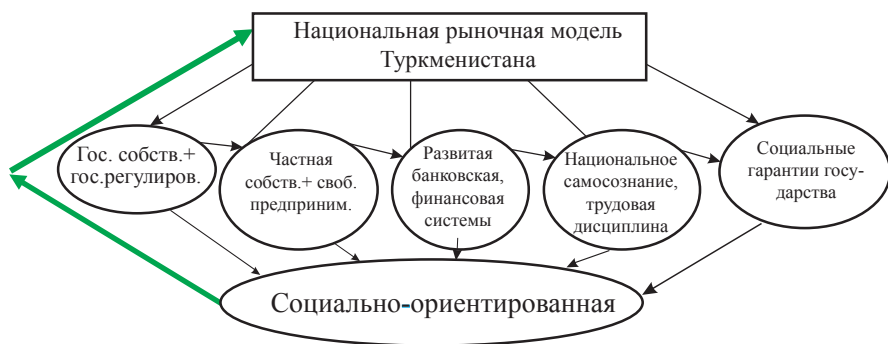 Национальная рыночная модель
Туркменистана
Гос. собств.+
гос.регулиров.
Частная
собств.+ своб.
предприним.
Развитая
банковская,
финансовая
системы
Национальное
самосознание,
трудовая
дисциплина
Социальные
гарантии госу-
дарства
Социально-ориентированная